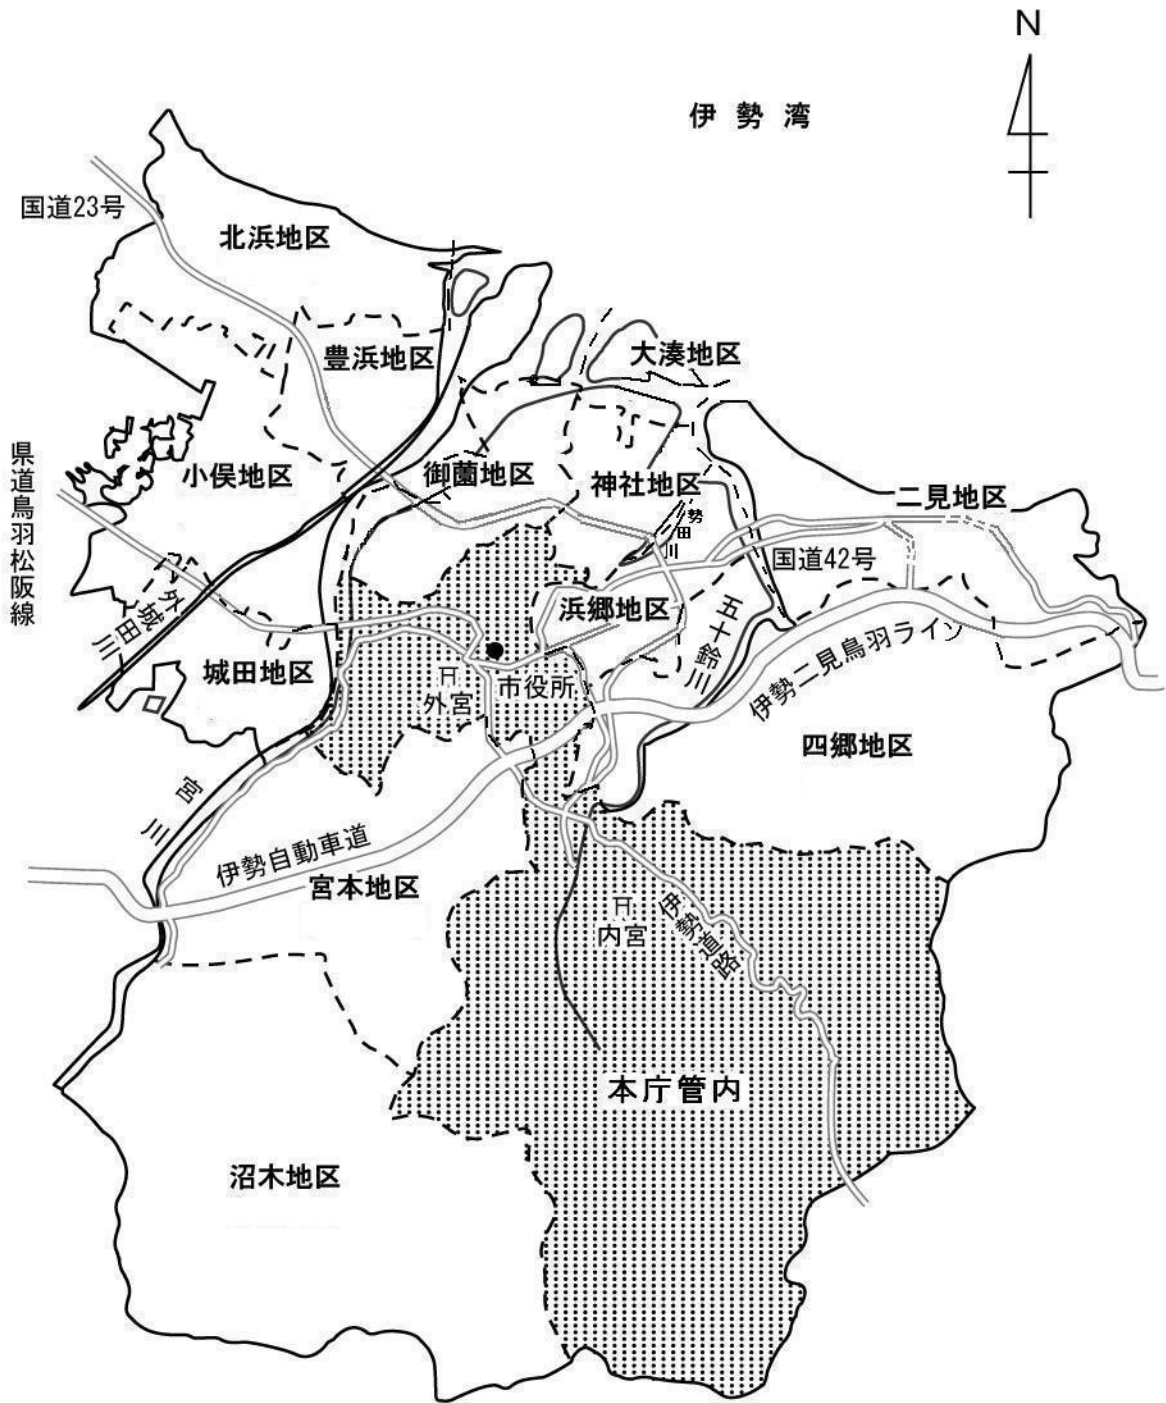 N
伊勢湾
国道23号
北浜地区
豊浜地区
大湊地区
県道鳥羽松阪線
小俣地区
御薗地区
神社地区
二見地区
勢田川
国道42号
外城田川
浜郷地区
五十鈴川
城田地区
外宮
市役所
伊勢二見鳥羽ライン
四郷地区
宮川
伊勢自動車道
宮本地区
内宮
伊勢道路
本庁管内
沼木地区